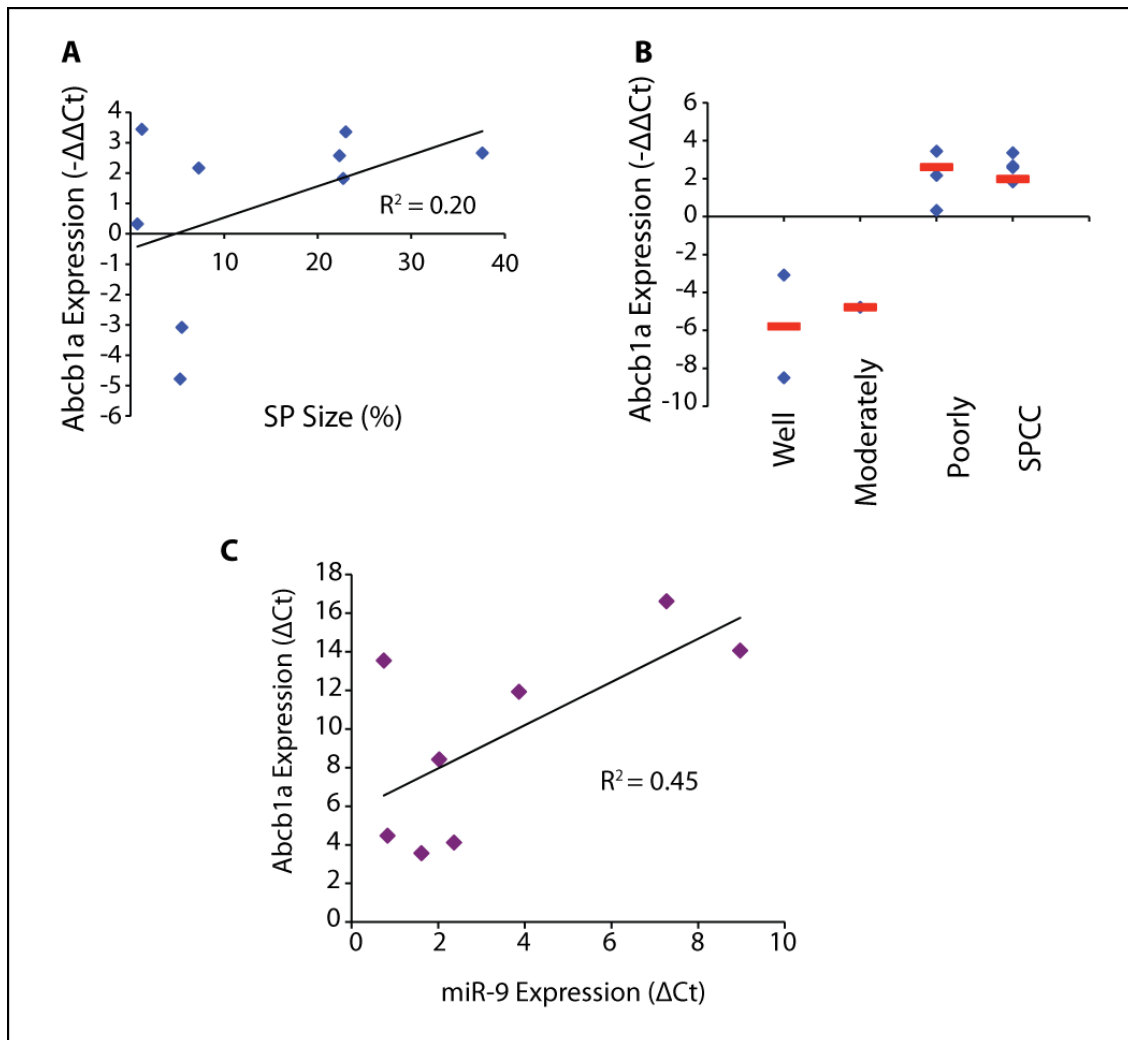 A
Abcb1a Expression (-ΔΔCt)
4
3
2
1
0
-1
-2
-3
-4
-5
-6
10
20
30
40
R² = 0.20
SP Size (%)
B
Abcb1a Expression (-ΔΔCt)
6
4
2
0
-2
-4
-6
-8
-10
Well
Moderately
Poorly
SPCC
C
Abcb1a Expression (ΔCt)
18
16
14
12
10
8
6
4
2
0
R² = 0.45
0
2
4
6
8
10
miR-9 Expression (ΔCt)